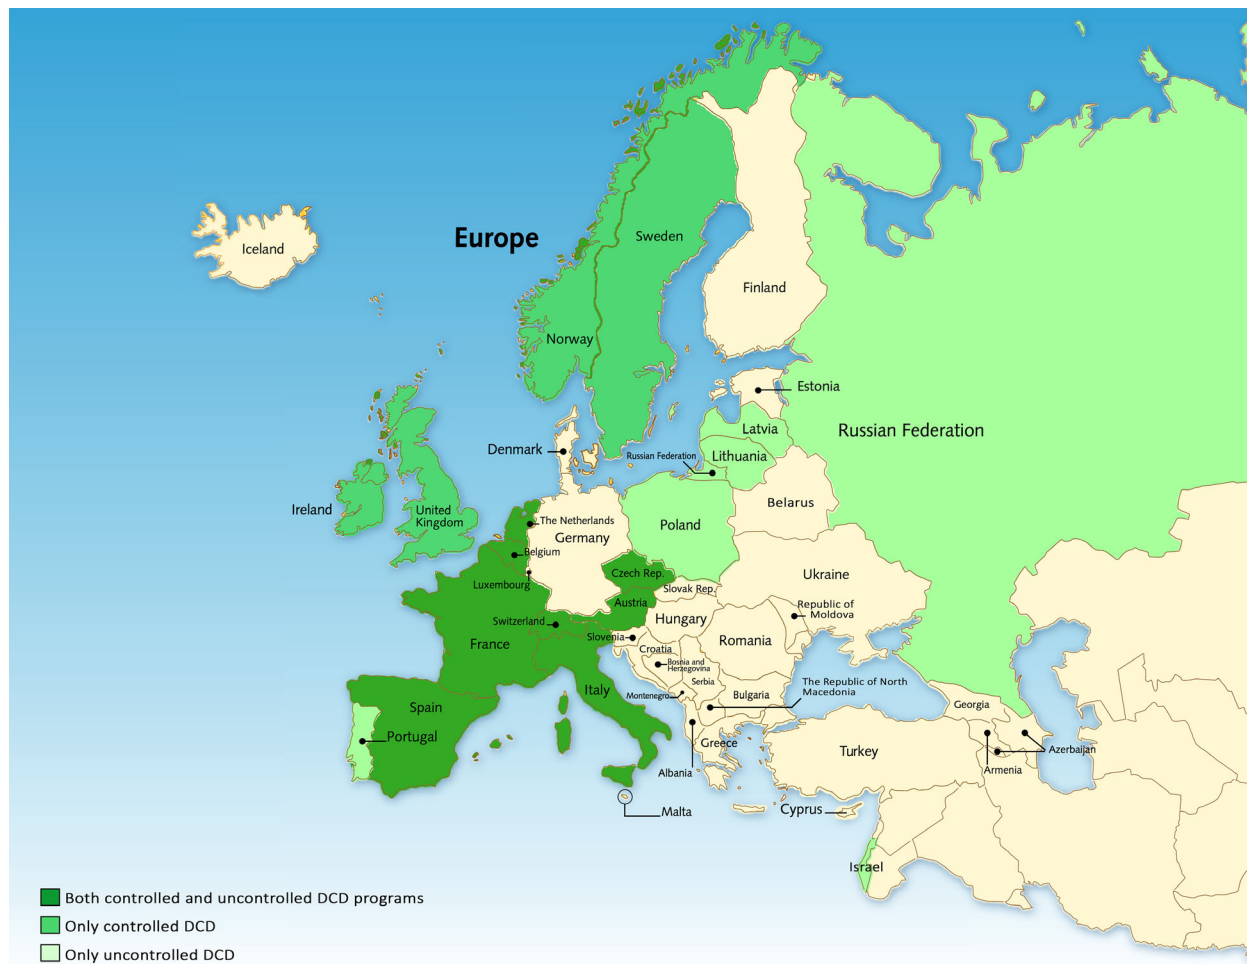 Europe
Iceland
Sweden
Finland
Norway
Estonia
Latvia
Russian Federation
Denmark
Russian Federation
Lithuania
Belarus
Ireland
United
Kingdom
The Netherlands
Germany
Poland
Belgium
Luxembourg
Czech Rep.
Slovak Rep.
Ukraine
Austria
Republic of
Moldova
Switzerland
Hungary
Slovenia
Romania
France
Croatia
Bosnia and
Herzegovina
Serbia
The Republic of North
Macedonia
Italy
Montenegro
Bulgaria
Spain
Georgia
Portugal
Greece
Turkey
Azerbaijan
Albania
Armenia
Malta
Cyprus
Israel
Both controlled and uncontrolled DCD programs
Only controlled DCD
Only uncontrolled DCD